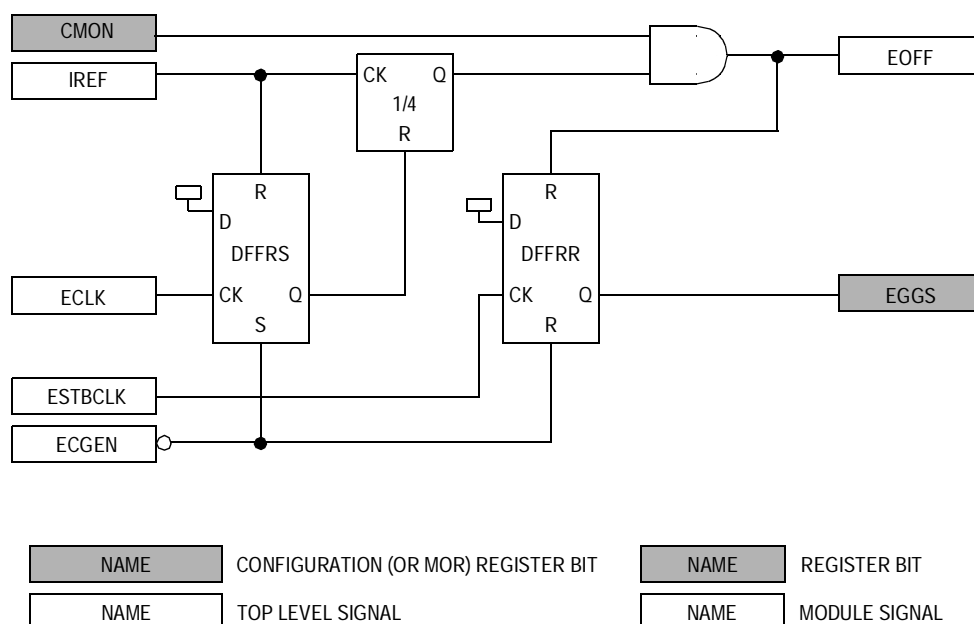 CMON
EOFF
IREF
CK Q
1/4
R
R
D
DFFRS
CK Q
S
R
D
DFFRR
CK Q
R
ECLK
EGGS
ESTBCLK
ECGEN
NAME CONFIGURATION (OR MOR) REGISTER BIT
NAME REGISTER BIT
NAME TOP LEVEL SIGNAL
NAME MODULE SIGNAL